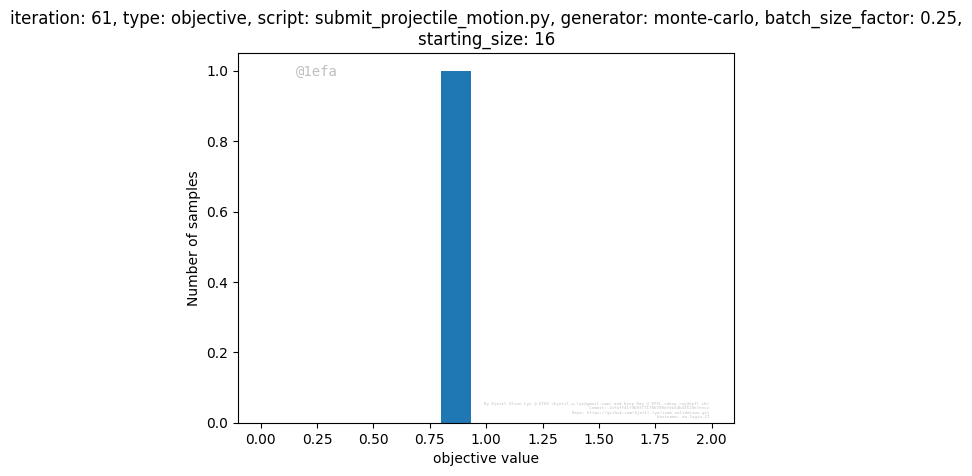 iteration: 61, type: objective, script: submit_projectile_motion.py, generator: monte-carlo, batch_size_factor: 0.25,
starting_size: 16
@1efa
1.0
0.8
0.6
0.4
0.2
0.0
Number of samples
0.00 0.25 0.50 0.75 1.00 1.25 1.50 1.75 2.00
objective value